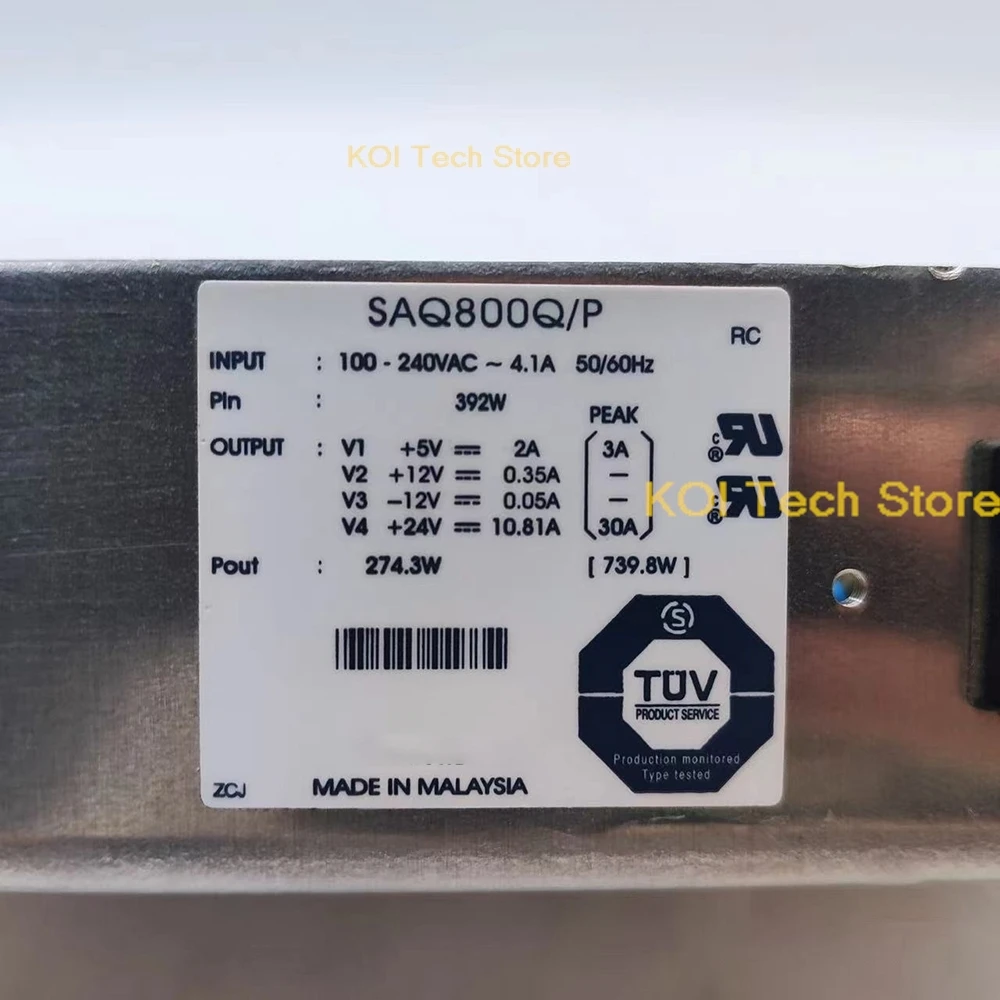 KOI Tech Store
SAQ800Q/P
RC
INPUT : 100 - 240VAC ~ 4.1A 50/60Hz
Pin : 392W
PEAK
OUTPUT : V1 +5V ⎓ 2A 3A
V2 +12V ⎓ 0.35A –
V3 –12V ⎓ 0.05A –
V4 +24V ⎓ 10.81A 30A
Pout : 274.3W [ 739.8W ]
KOI Tech Store
S
TÜV
PRODUCT SERVICE
Production monitored
Type tested
ZCJ MADE IN MALAYSIA